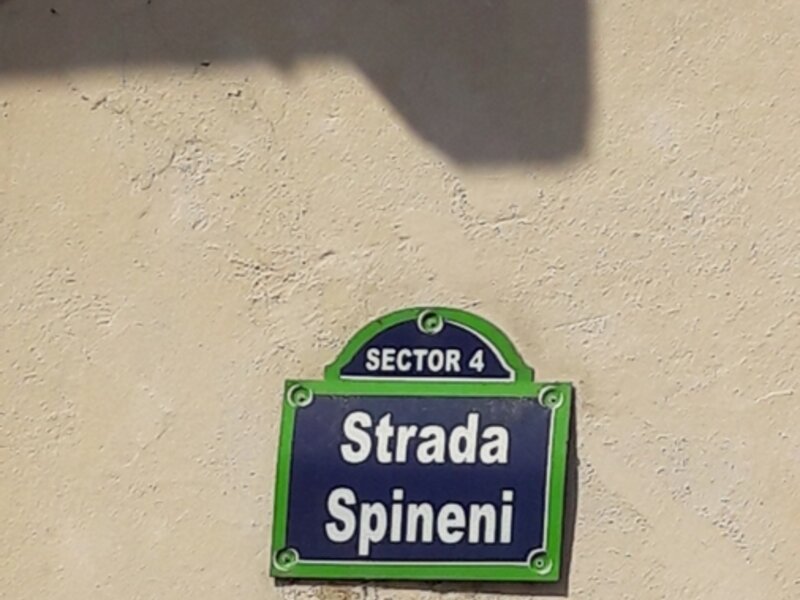 SECTOR 4
Strada
Spineni